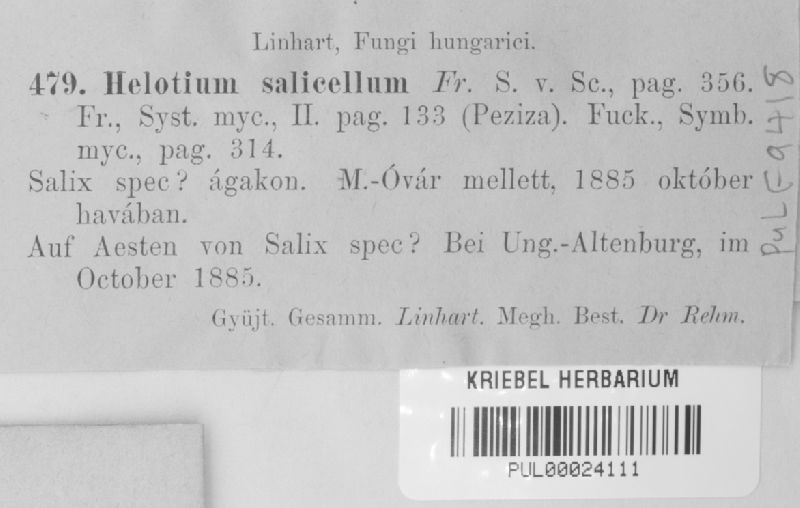 Linhart, Fungi hungarici.
479. Helotium salicellum Fr. S. v. Sc., pag. 356.
Fr., Syst. myc., II. pag. 133 (Peziza). Fuck., Symb.
myc., pag. 314.
Salix spec? ágakon. M.-Óvár mellett, 1885 október
havában.
Auf Aesten von Salix spec? Bei Ung.-Altenburg, im
October 1885.
Gyüjt. Gesamm. Linhart. Megh. Best. Dr Rehm.
PUL F9418
KRIEBEL HERBARIUM
PUL00024111